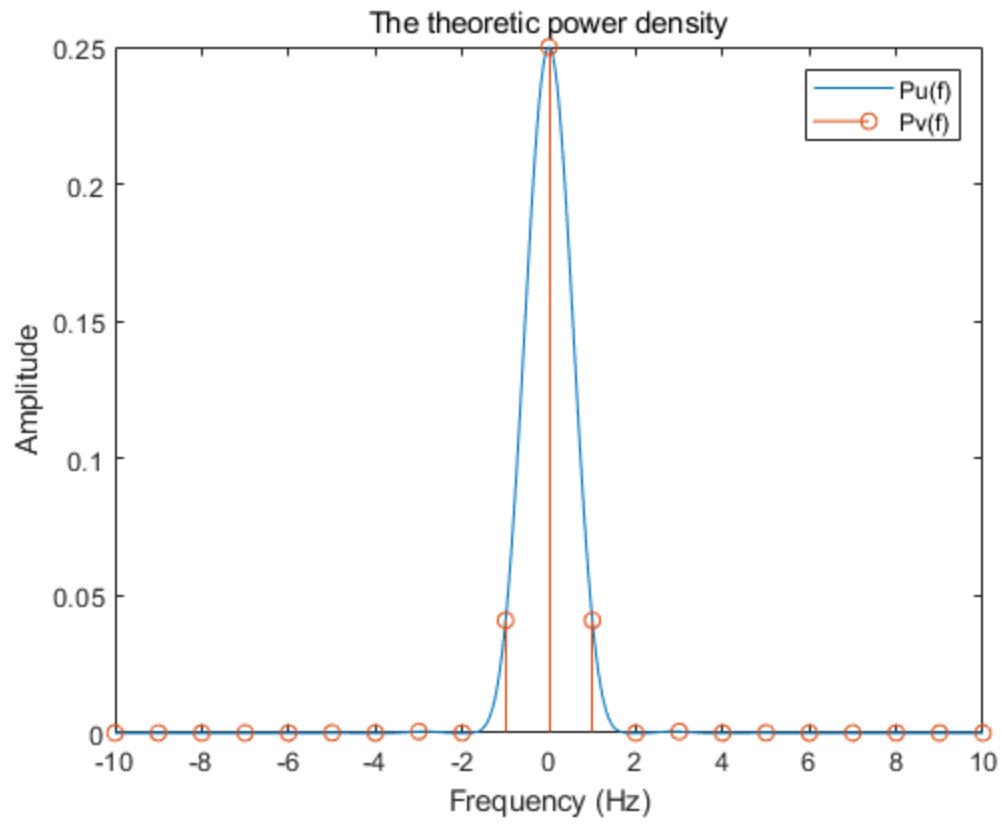 The theoretic power density
0.25
0.2
0.15
0.1
0.05
0
Amplitude
-10 -8 -6 -4 -2 0 2 4 6 8 10
Frequency (Hz)
Pu(f)
Pv(f)